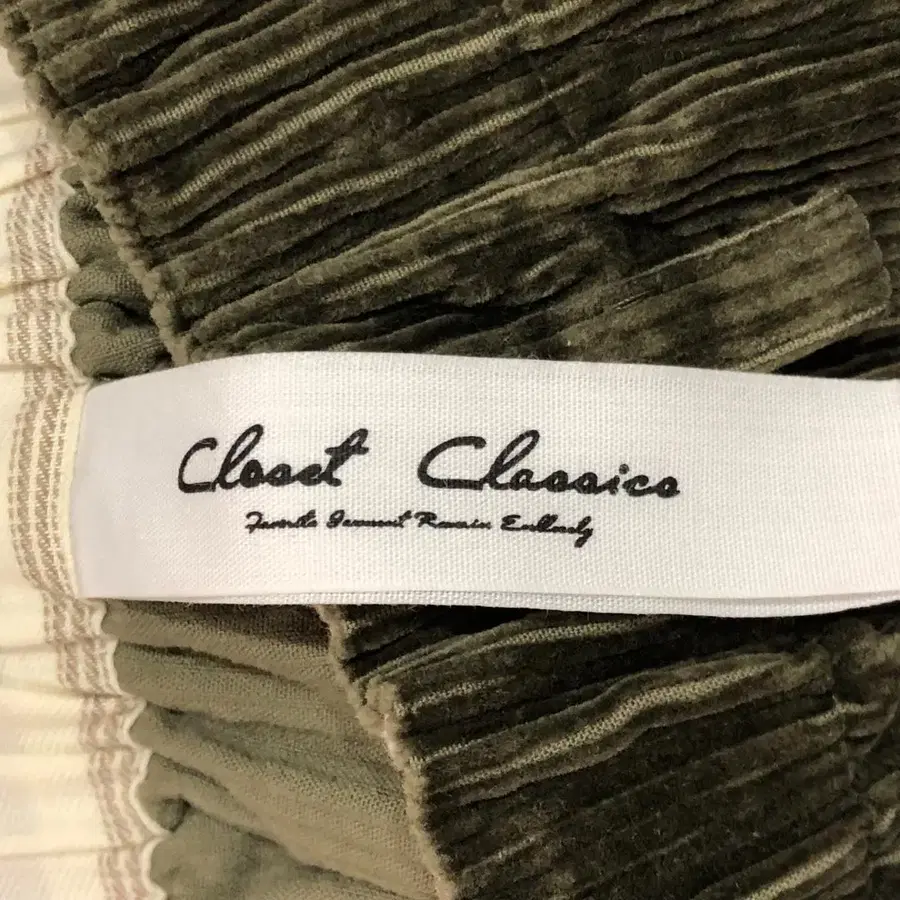 Closet Classics
Favorite Garment Remain Endlessly